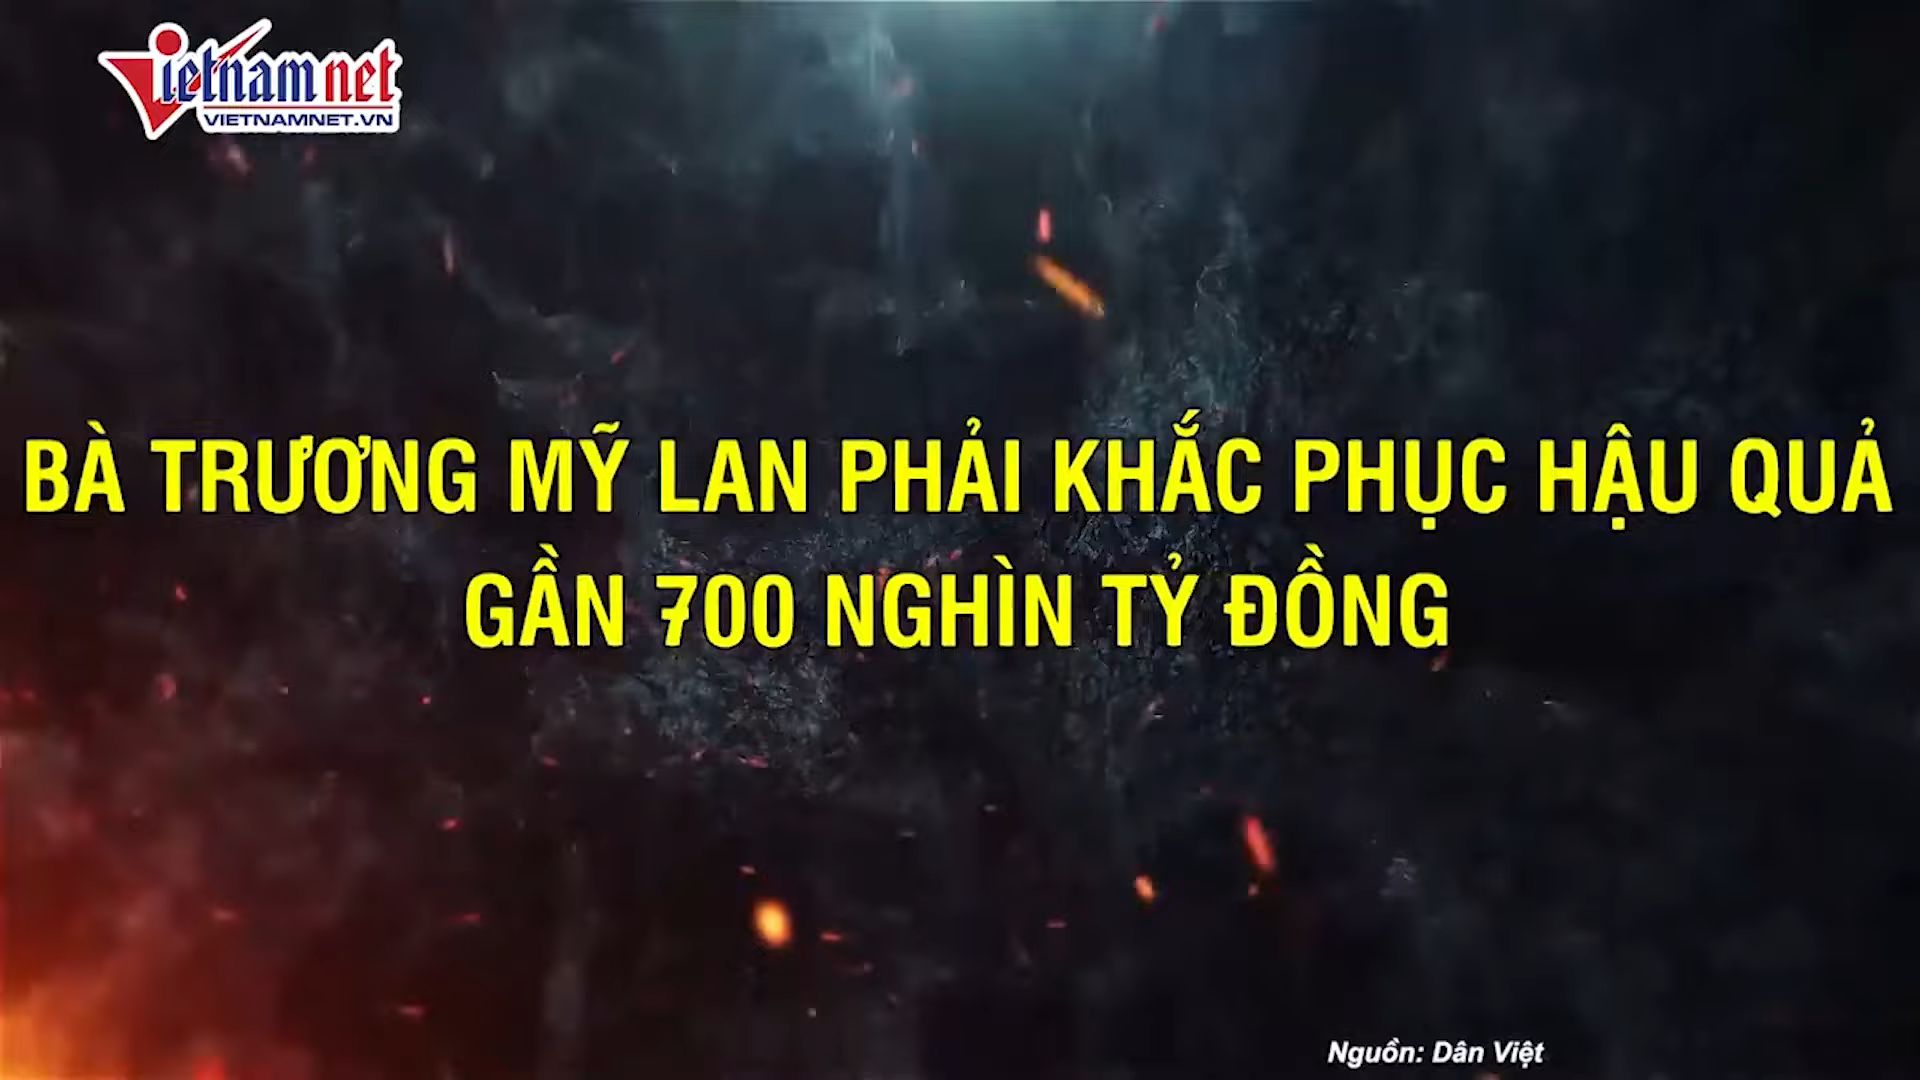 Vietnamnet
VIETNAMNET.VN
BÀ TRƯƠNG MỸ LAN PHẢI KHẮC PHỤC HẬU QUẢ
GẦN 700 NGHÌN TỶ ĐỒNG
Nguồn: Dân Việt